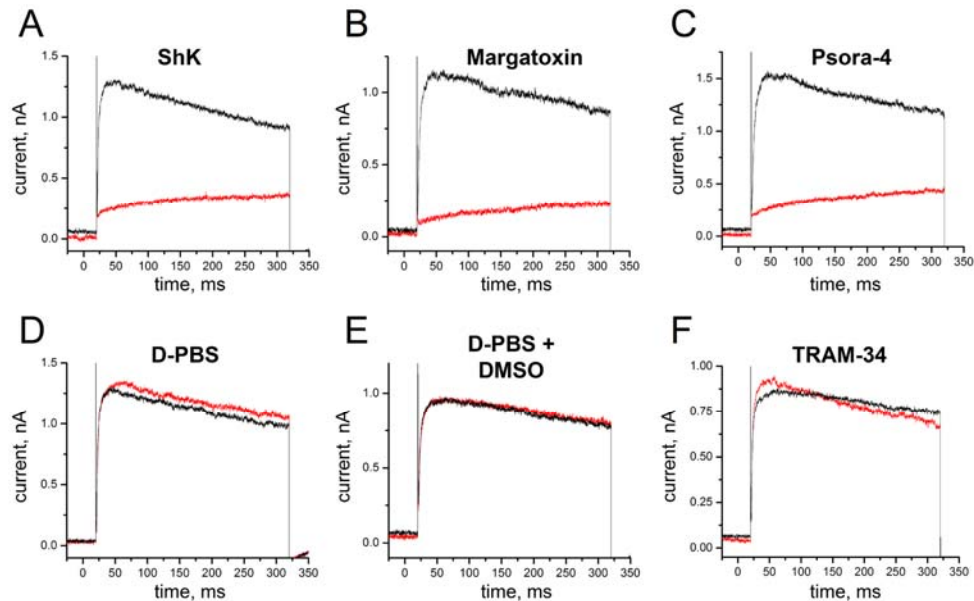 A
ShK
current, nA
1.5
1.0
0.5
0.0
0 50 100 150 200 250 300 350
time, ms
B
Margatoxin
current, nA
1.0
0.5
0.0
0 50 100 150 200 250 300 350
time, ms
C
Psora-4
current, nA
1.5
1.0
0.5
0.0
0 50 100 150 200 250 300 350
time, ms
D
D-PBS
current, nA
1.5
1.0
0.5
0.0
0 50 100 150 200 250 300 350
time, ms
E
D-PBS +
DMSO
current, nA
1.0
0.5
0.0
0 50 100 150 200 250 300 350
time, ms
F
TRAM-34
current, nA
1.00
0.75
0.50
0.25
0.00
0 50 100 150 200 250 300 350
time, ms